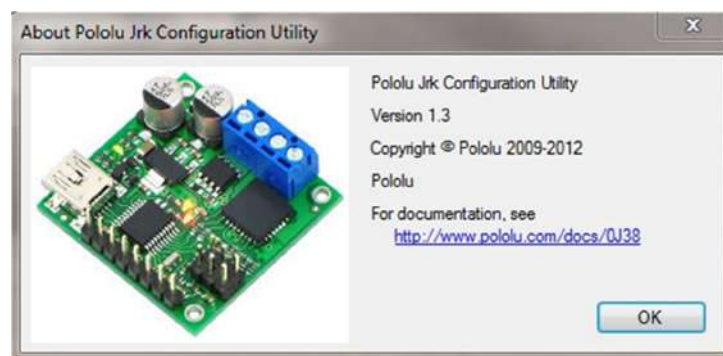 About Pololu Jrk Configuration Utility
Pololu Jrk Configuration Utility
Version 1.3
Copyright © Pololu 2009-2012
Pololu
For documentation, see
http://www.pololu.com/docs/0J38
OK